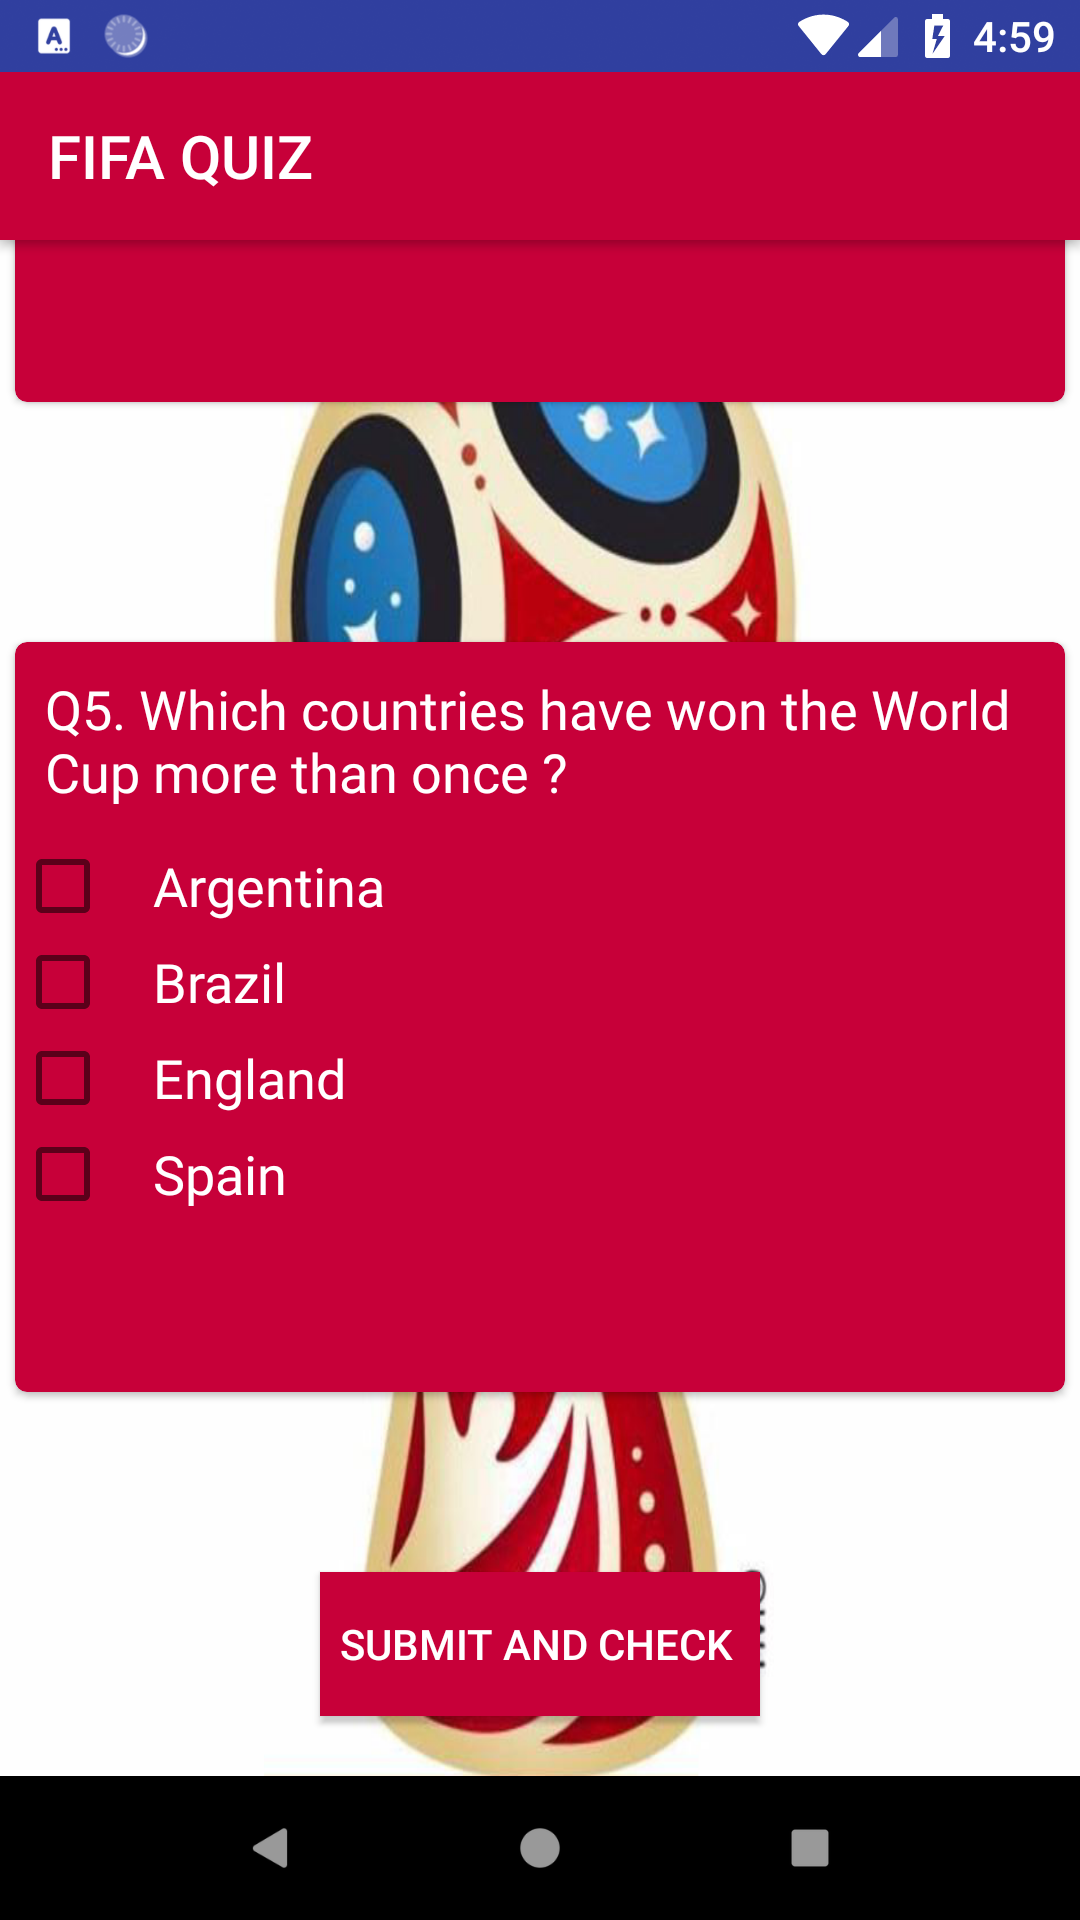 4:59
FIFA QUIZ
Q5. Which countries have won the World
Cup more than once ?
Argentina
Brazil
England
Spain
SUBMIT AND CHECK